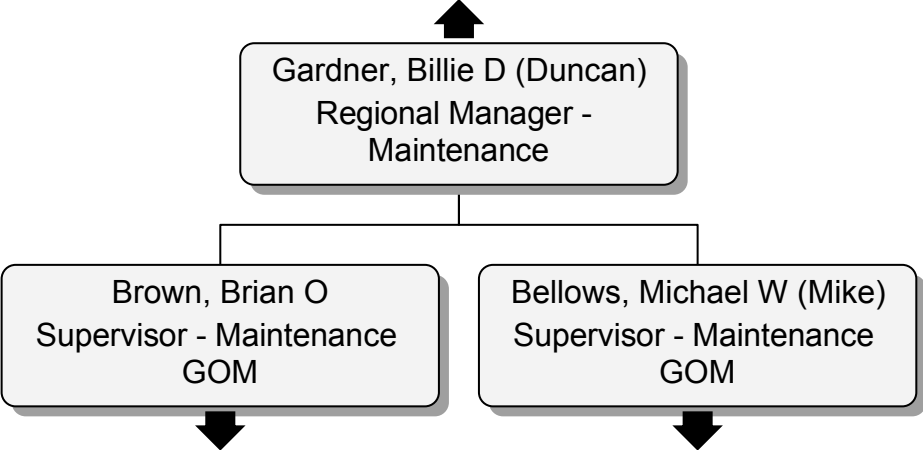 Gardner, Billie D (Duncan)
Regional Manager -
Maintenance
Brown, Brian O
Supervisor - Maintenance
GOM
Bellows, Michael W (Mike)
Supervisor - Maintenance
GOM